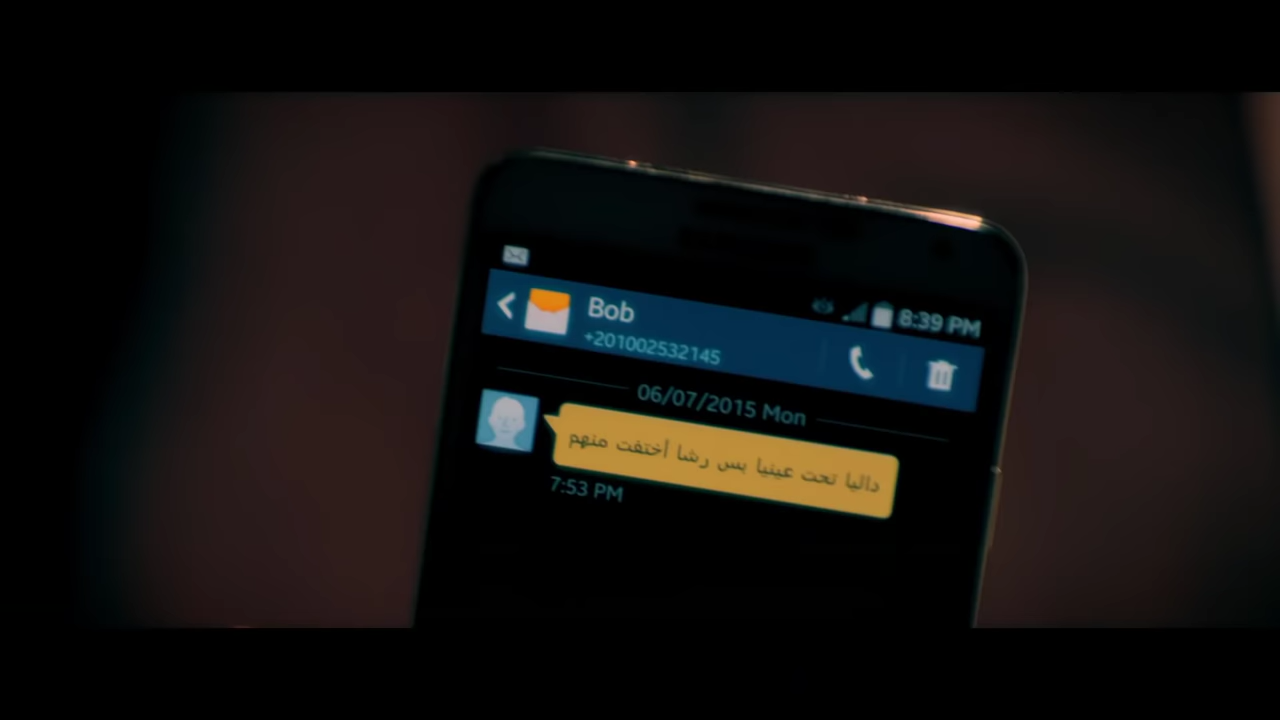 8:39 PM
Bob
+201002532145
06/07/2015 Mon
داليا تحت عينيا بس رشا أختفت منهم
7:53 PM